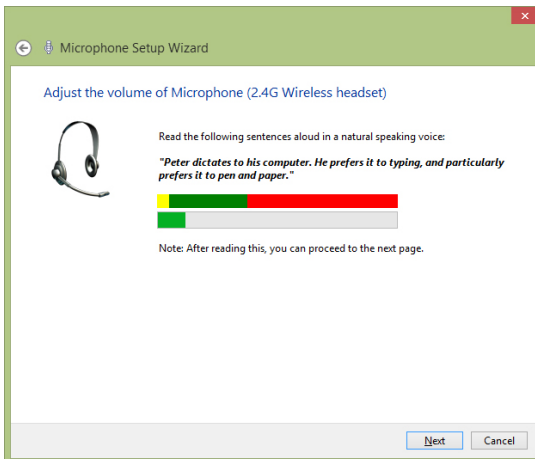 Microphone Setup Wizard
Adjust the volume of Microphone (2.4G Wireless headset)
Read the following sentences aloud in a natural speaking voice:
"Peter dictates to his computer. He prefers it to typing, and particularly
prefers it to pen and paper."
Note: After reading this, you can proceed to the next page.
Next Cancel